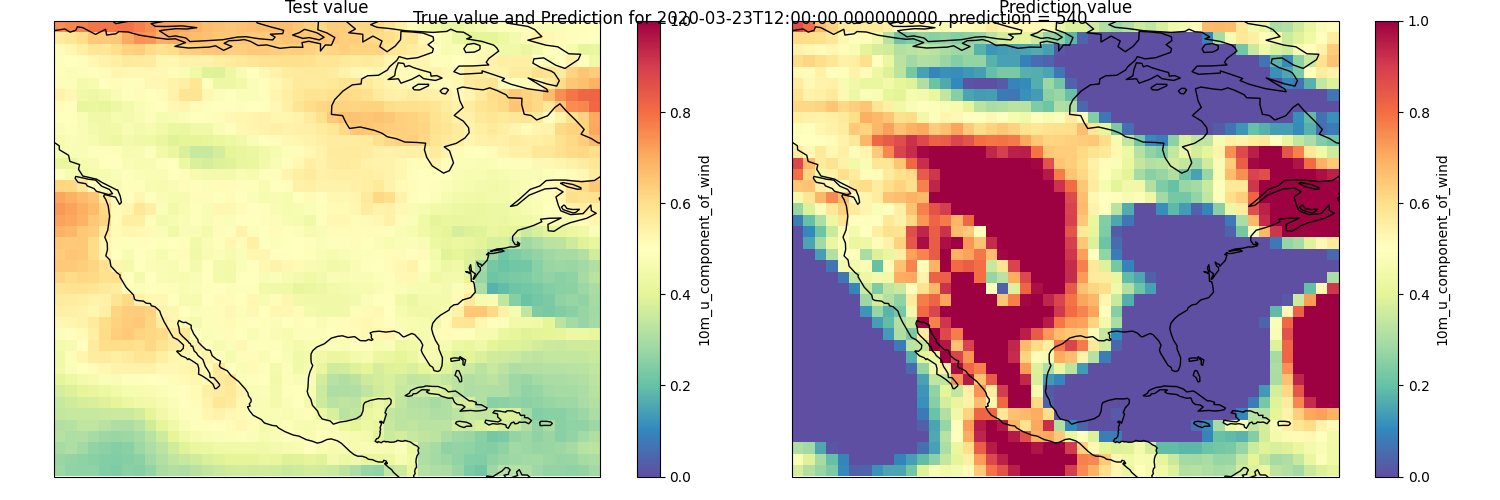 Test value
True value and Prediction for 2020-03-23T12:00:00.000000000, prediction = 540
Prediction value
1.0
0.8
0.6
0.4
0.2
0.0
10m_u_component_of_wind
1.0
0.8
0.6
0.4
0.2
0.0
10m_u_component_of_wind